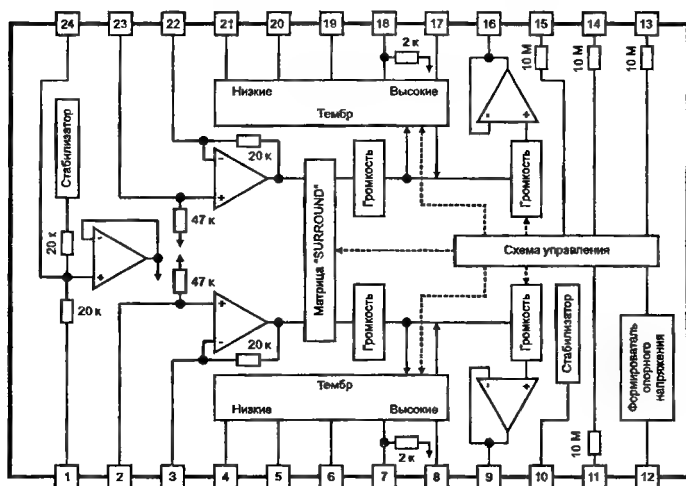 24 23 22 21 20 19 18 17 16 15 14 13
2 к
10 М
10 М
10 М
Низкие Высокие
Тембр
Стабилизатор
20 к
20 к
47 к
20 к
47 к
20 к
Матрица "SURROUND"
Громкость
Громкость
Схема управления
Громкость
Громкость
Стабилизатор
Формирователь
опорного
напряжения
Тембр
Низкие Высокие
2 к
10 М
1 2 3 4 5 6 7 8 9 10 11 12